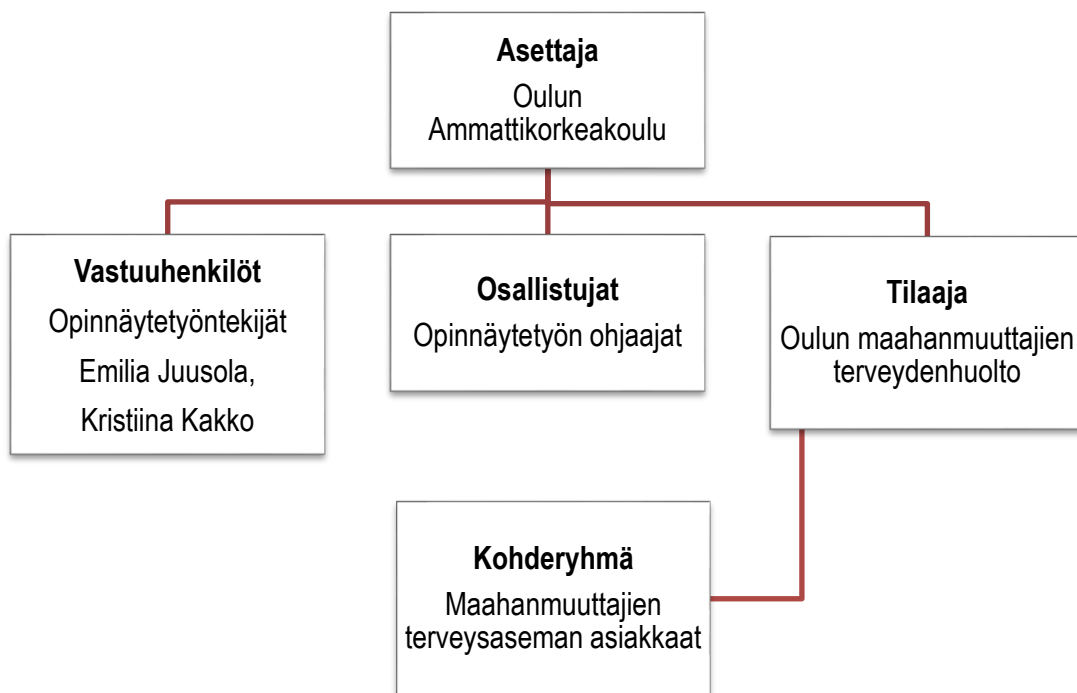 Asettaja
Oulun
Ammattikorkeakoulu
Vastuuhenkilöt
Opinnäytetyöntekijät
Emilia Juusola,
Kristiina Kakko
Osallistujat
Opinnäytetyön ohjaajat
Tilaaja
Oulun maahanmuuttajien
terveydenhuolto
Kohderyhmä
Maahanmuuttajien
terveysaseman asiakkaat